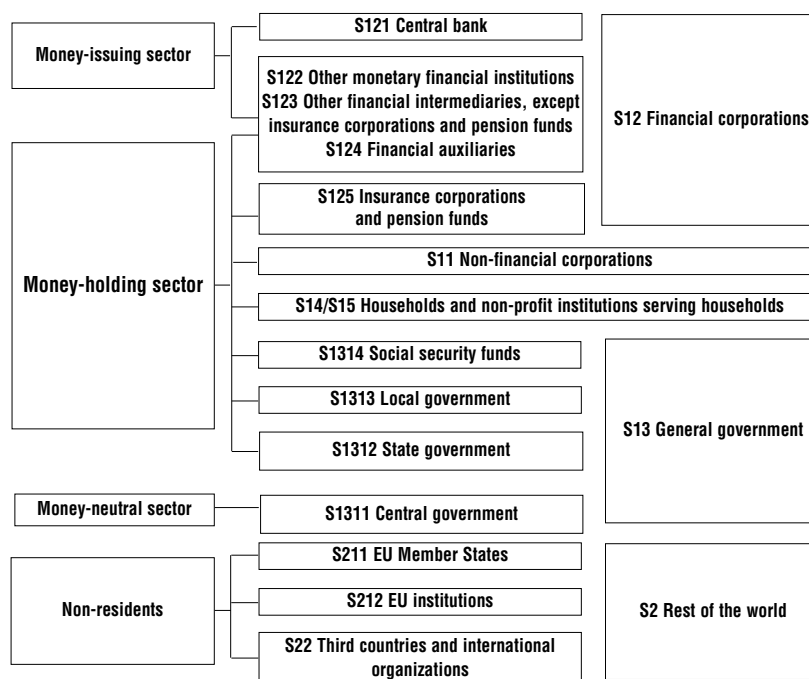 Money-issuing sector
S121 Central bank
S122 Other monetary financial institutions
S123 Other financial intermediaries, except
insurance corporations and pension funds
S124 Financial auxiliaries
S12 Financial corporations
Money-holding sector
S125 Insurance corporations
and pension funds
S11 Non-financial corporations
S14/S15 Households and non-profit institutions serving households
S1314 Social security funds
S1313 Local government
S1312 State government
S13 General government
Money-neutral sector
S1311 Central government
Non-residents
S211 EU Member States
S212 EU institutions
S22 Third countries and international
organizations
S2 Rest of the world